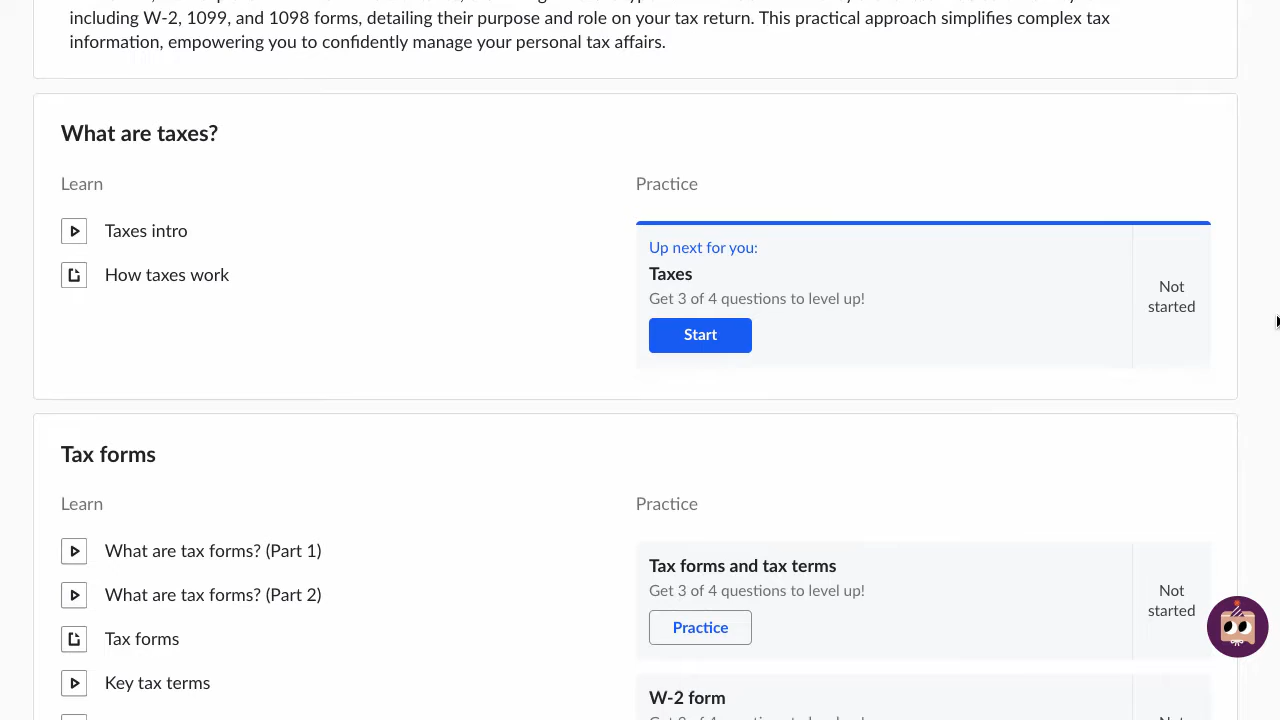 including W-2, 1099, and 1098 forms, detailing their purpose and role on your tax return. This practical approach simplifies complex tax
information, empowering you to confidently manage your personal tax affairs.
What are taxes?
Learn
Taxes intro
How taxes work
Practice
Up next for you:
Taxes
Get 3 of 4 questions to level up!
Start
Not
started
Tax forms
Learn
What are tax forms? (Part 1)
What are tax forms? (Part 2)
Tax forms
Key tax terms
Practice
Tax forms and tax terms
Get 3 of 4 questions to level up!
Practice
Not
started
W-2 form